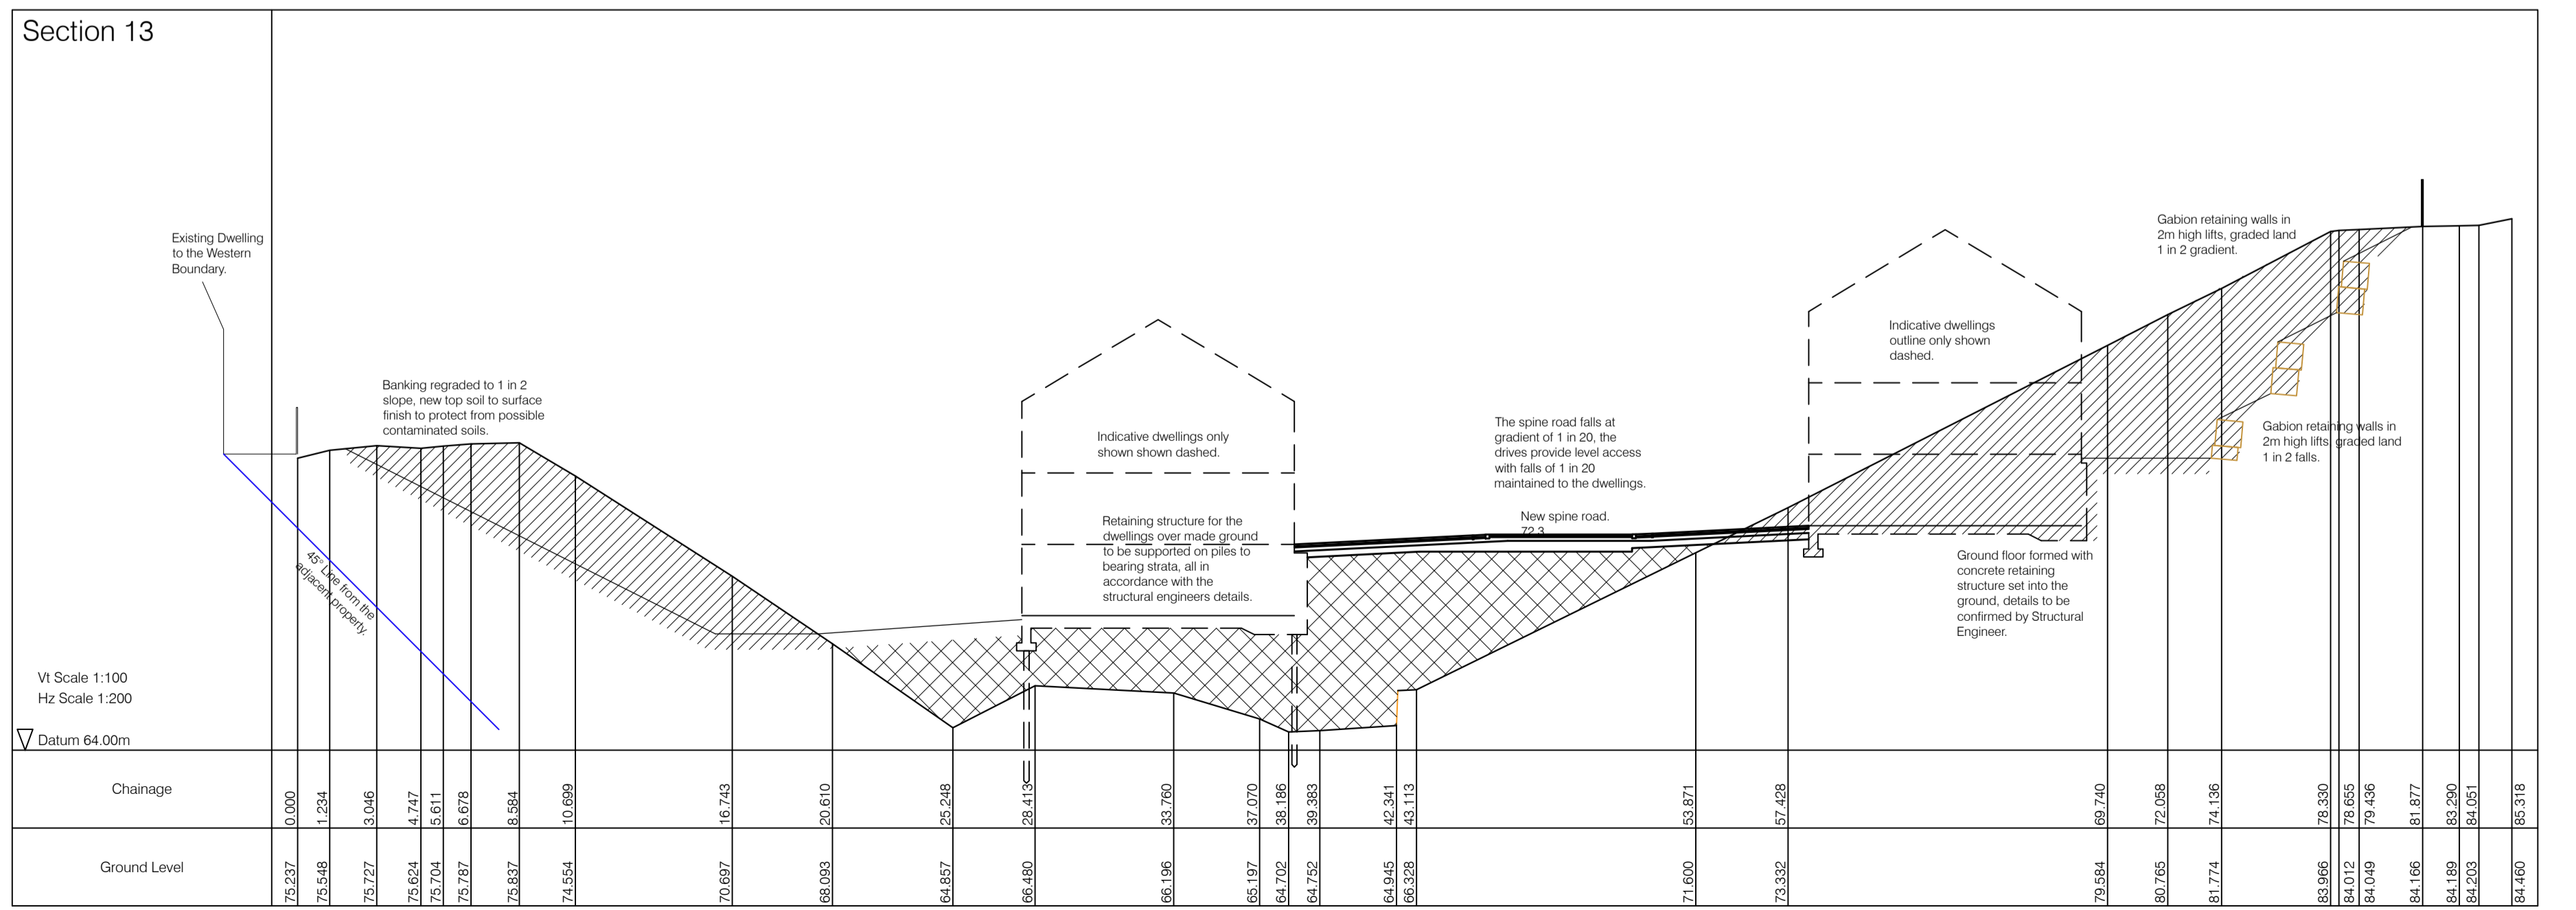 Section 13
Existing Dwelling
to the Western
Boundary.
Banking regraded to 1 in 2
slope, new top soil to surface
finish to protect from possible
contaminated soils.
45° Line from the
adjacent property.
Indicative dwellings only
shown shown dashed.
Retaining structure for the
dwellings over made ground
to be supported on piles to
bearing strata, all in
accordance with the
structural engineers details.
The spine road falls at
gradient of 1 in 20, the
drives provide level access
with falls of 1 in 20
maintained to the dwellings.
New spine road.
72.3
Indicative dwellings
outline only shown
dashed.
Ground floor formed with
concrete retaining
structure set into the
ground, details to be
confirmed by Structural
Engineer.
Gabion retaining walls in
2m high lifts, graded land
1 in 2 gradient.
Gabion retaining walls in
2m high lifts, graded land
1 in 2 falls.
Vt Scale 1:100
Hz Scale 1:200
Datum 64.00m
Chainage
0.000
1.234
3.046
4.747
5.611
6.678
8.584
10.699
16.743
20.610
25.248
28.413
33.760
37.070
38.186
39.383
42.341
43.113
53.871
57.428
69.740
72.058
74.136
78.330
78.655
79.436
81.877
83.290
84.051
85.318
Ground Level
75.237
75.548
75.727
75.624
75.704
75.787
75.837
74.554
70.697
68.093
64.857
66.480
66.196
65.197
64.702
64.752
64.945
66.328
71.600
73.332
79.584
80.765
81.774
83.966
84.012
84.049
84.166
84.189
84.203
84.460